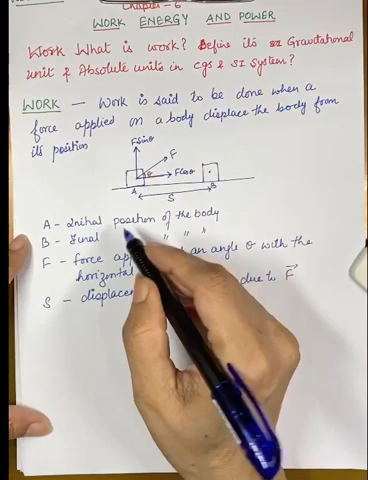 Chapter - 6
WORK ENERGY AND POWER
Work What is work? Define its Gravitational
unit & Absolute units in cgs & SI System?
WORK — Work is said to be done when a
force applied on a body displace the body from
its position
Fsinθ
F
θ
Fcosθ
A
B
S
A - Initial position of the body
B - Final " " "
F - force app an angle θ with the
horizontal
S - displacem due to F